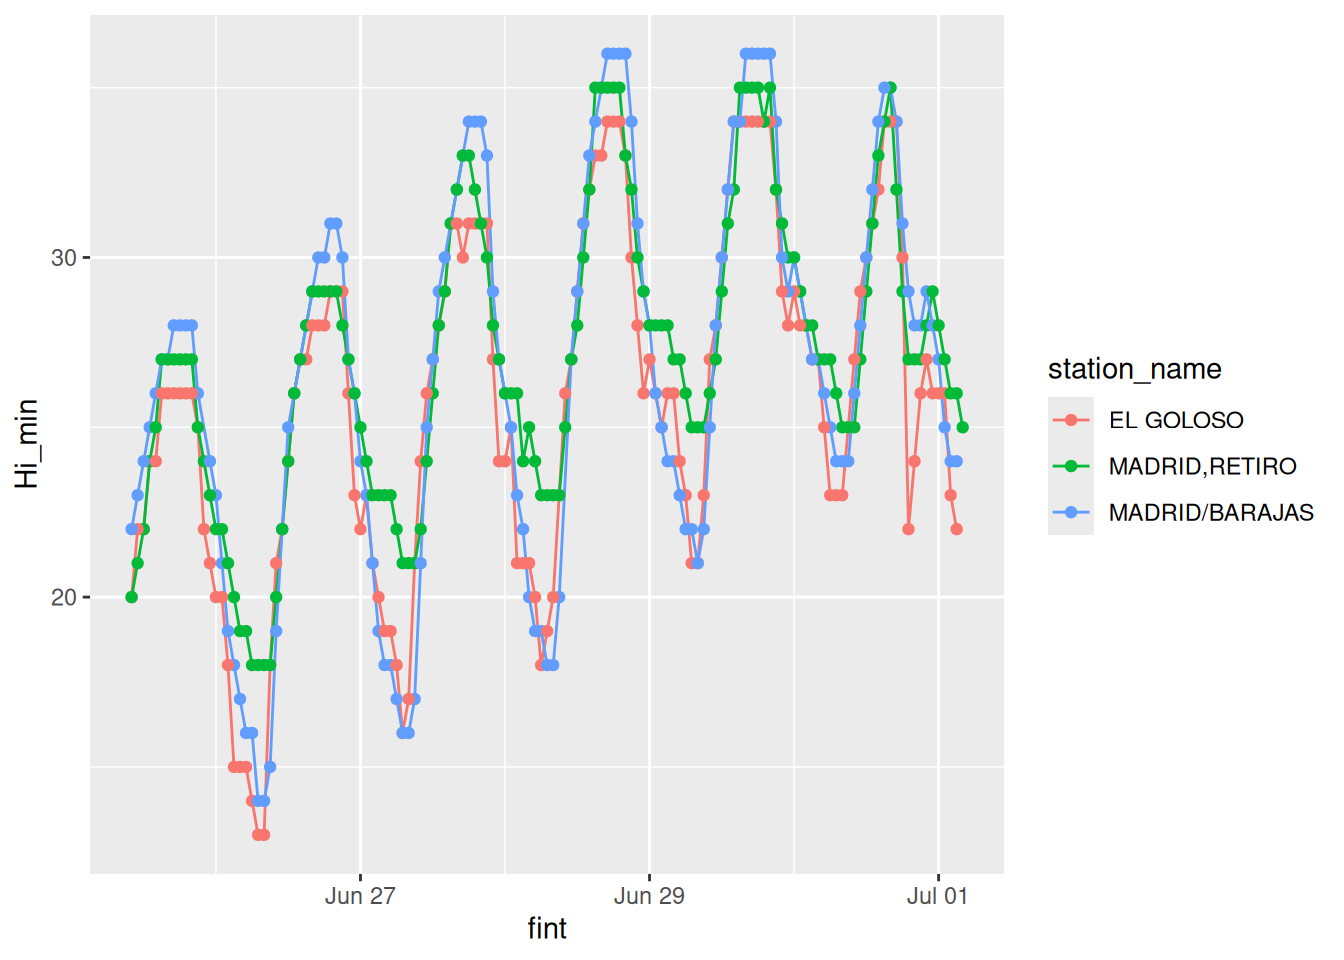 30
20
Hi_min
Jun 27
Jun 29
Jul 01
fint
station_name
EL GOLOSO
MADRID,RETIRO
MADRID/BARAJAS